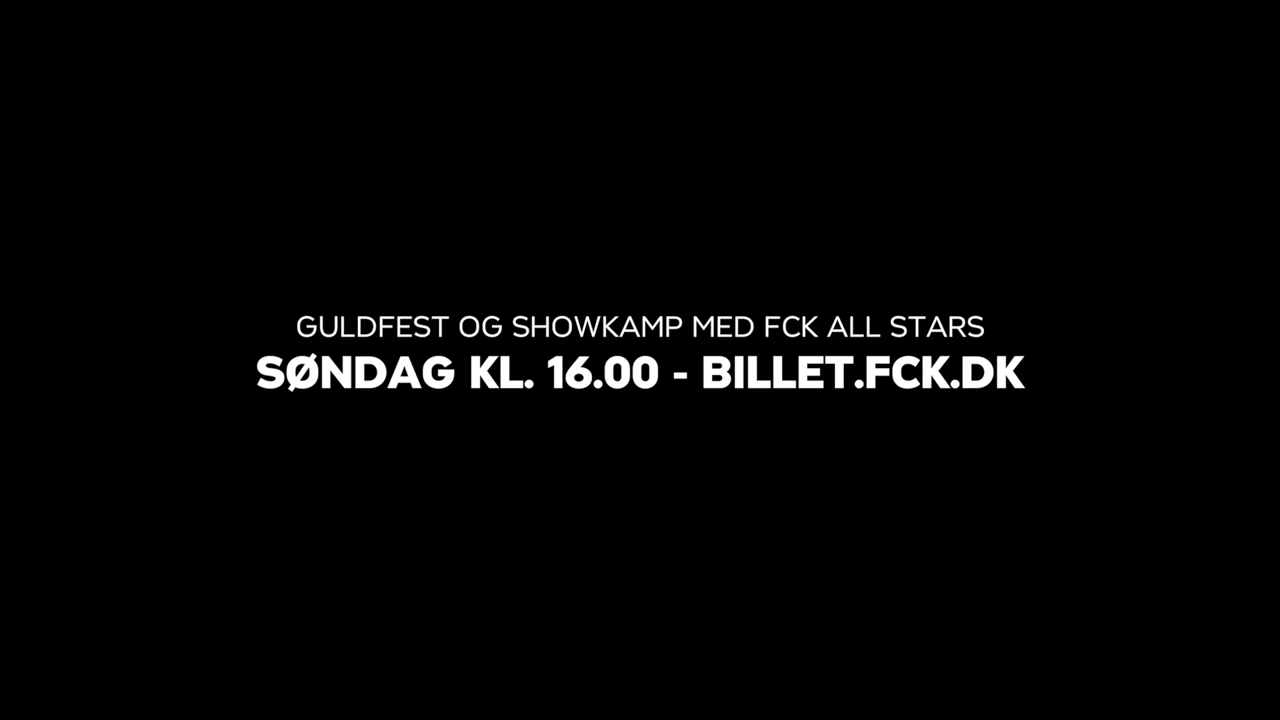 GULDFEST OG SHOWKAMP MED FCK ALL STARS
SØNDAG KL. 16.00 - BILLET.FCK.DK